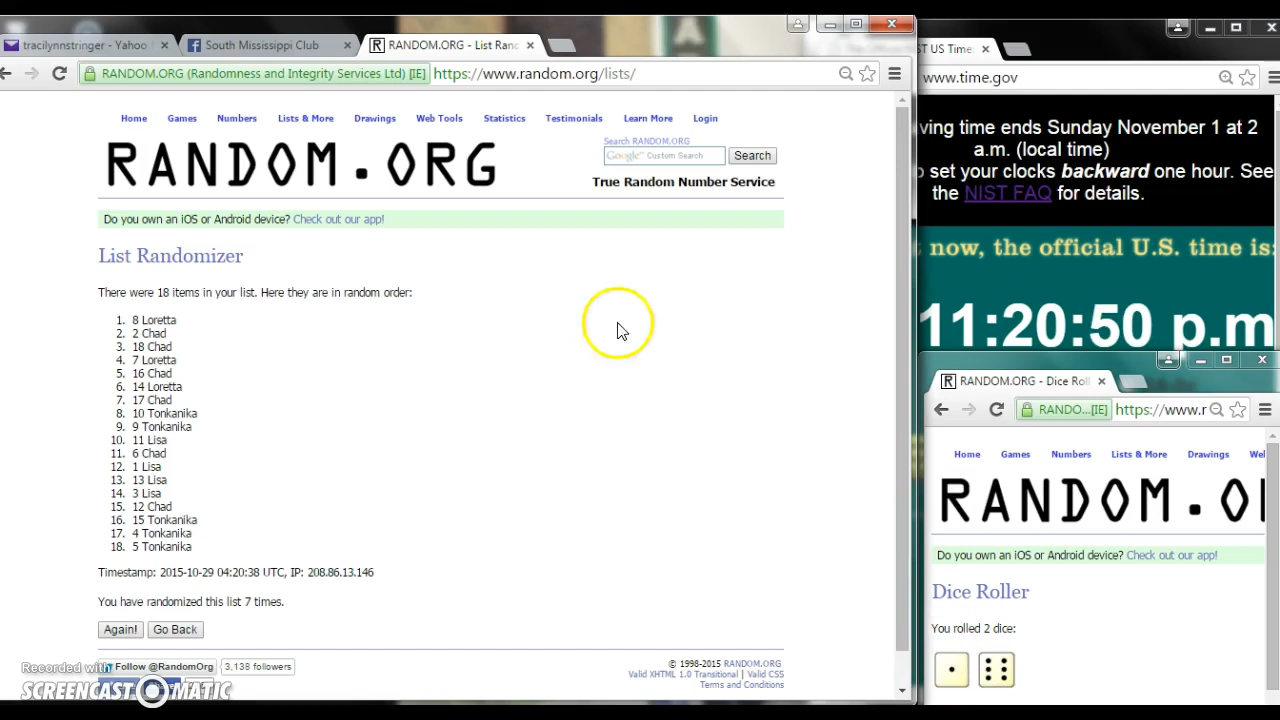 tracilynnstringer - Yahoo
South Mississippi Club
RANDOM.ORG - List Ran
RANDOM.ORG (Randomness and Integrity Services Ltd) [IE]
https://www.random.org/lists/
Home Games Numbers Lists & More Drawings Web Tools Statistics Testimonials Learn More Login
RANDOM.ORG
Search RANDOM.ORG
Google™ Custom Search
Search
True Random Number Service
Do you own an iOS or Android device? Check out our app!
List Randomizer
There were 18 items in your list. Here they are in random order:
1. 8 Loretta
2. 2 Chad
3. 18 Chad
4. 7 Loretta
5. 16 Chad
6. 14 Loretta
7. 17 Chad
8. 10 Tonkanika
9. 9 Tonkanika
10. 11 Lisa
11. 6 Chad
12. 1 Lisa
13. 13 Lisa
14. 3 Lisa
15. 12 Chad
16. 15 Tonkanika
17. 4 Tonkanika
18. 5 Tonkanika
Timestamp: 2015-10-29 04:20:38 UTC, IP: 208.86.13.146
You have randomized this list 7 times.
Again!
Go Back
Follow @RandomOrg
3,138 followers
© 1998-2015 RANDOM.ORG
Valid XHTML 1.0 Transitional | Valid CSS
Terms and Conditions
Recorded with
SCREENCAST MATIC
ST US Time:
www.time.gov
ving time ends Sunday November 1 at 2
a.m. (local time)
o set your clocks backward one hour. See
the NIST FAQ for details.
t now, the official U.S. time is:
11:20:50 p.m
RANDOM.ORG - Dice Roll
RANDO...[IE]
https://www.r
Home Games Numbers Lists & More Drawings We
RANDOM.O
Do you own an iOS or Android device? Check out our app!
Dice Roller
You rolled 2 dice: